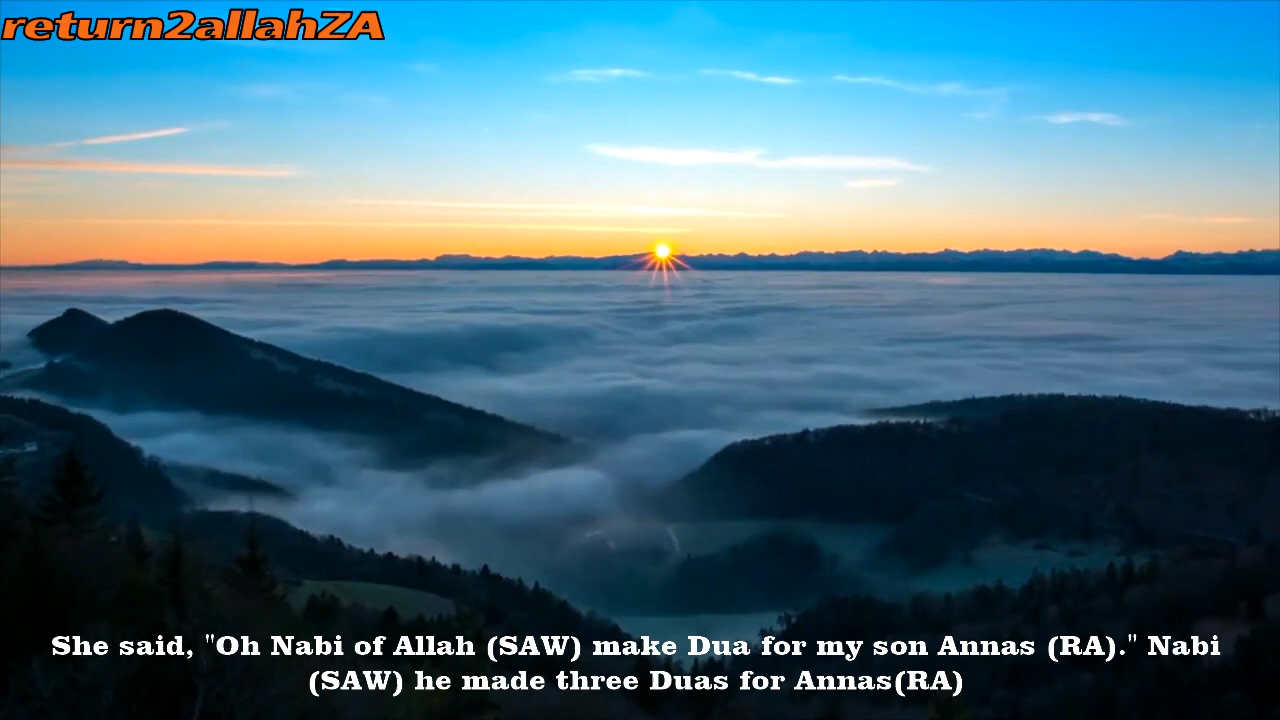 return2allahZA
She said, "Oh Nabi of Allah (SAW) make Dua for my son Annas (RA)." Nabi
(SAW) he made three Duas for Annas(RA)